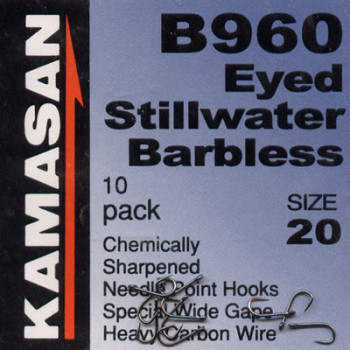 KAMASAN
B960
Eyed
Stillwater
Barbless
10
pack
SIZE
20
Chemically
Sharpened
Needle Point Hooks
Special Wide Gape
Heavy Carbon Wire